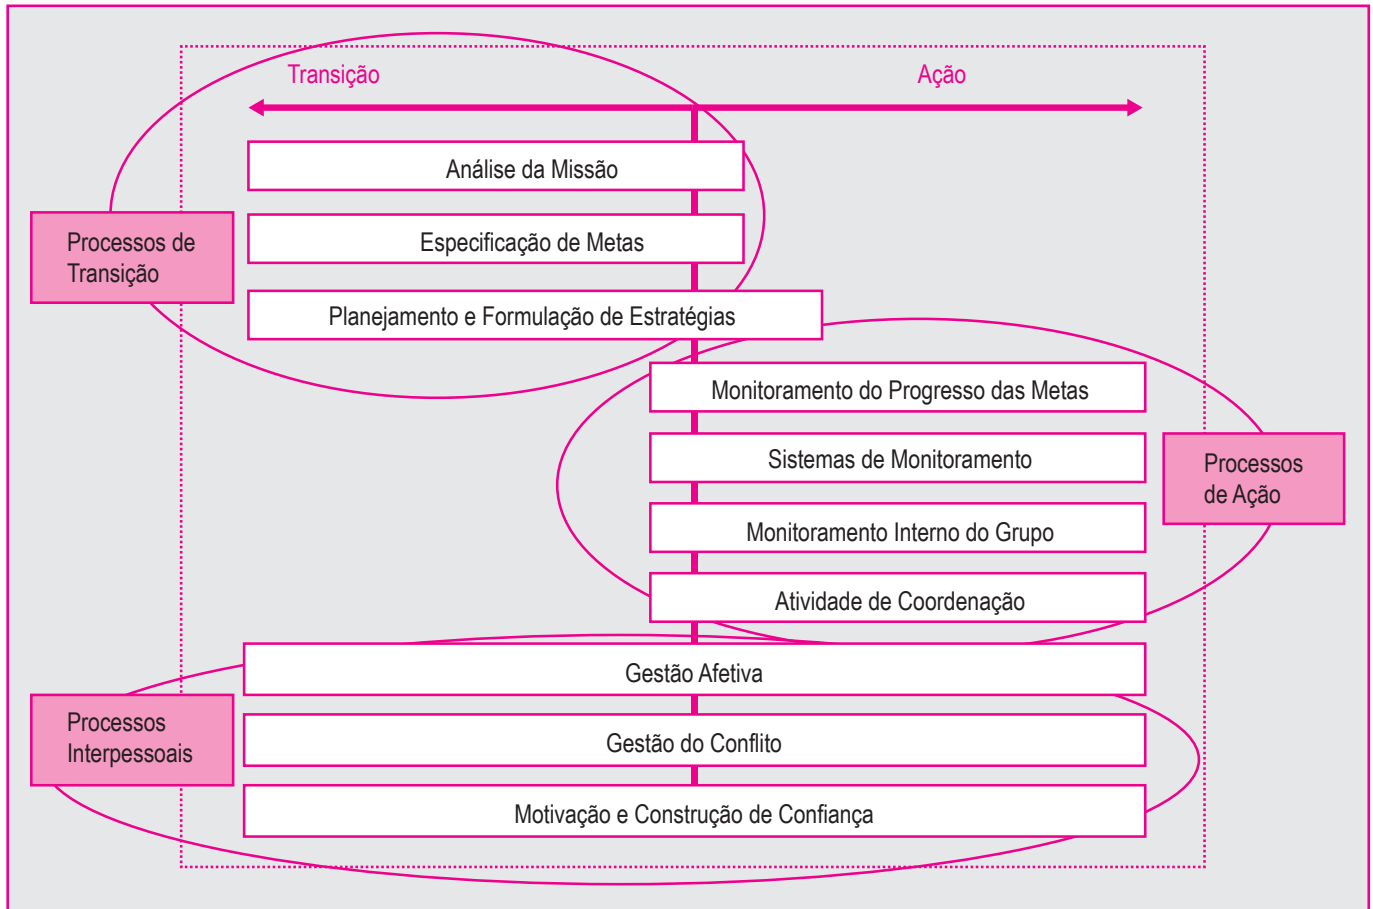 Transição
Ação
Análise da Missão
Especificação de Metas
Processos de
Transição
Planejamento e Formulação de Estratégias
Monitoramento do Progresso das Metas
Sistemas de Monitoramento
Processos
de Ação
Monitoramento Interno do Grupo
Atividade de Coordenação
Gestão Afetiva
Processos
Interpessoais
Gestão do Conflito
Motivação e Construção de Confiança